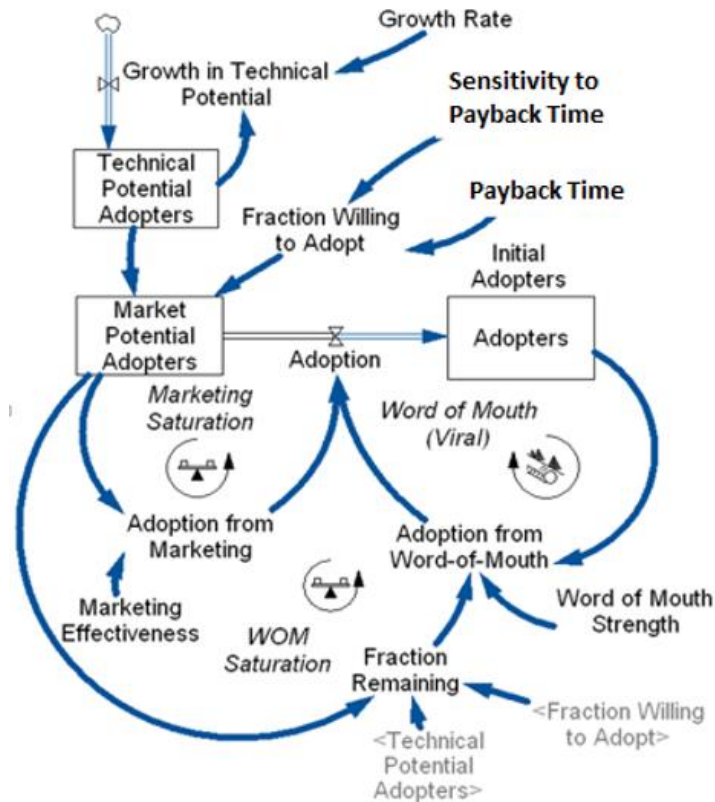 Growth Rate
Growth in Technical
Potential
Sensitivity to
Payback Time
Technical
Potential
Adopters
Payback Time
Fraction Willing
to Adopt
Initial
Adopters
Market
Potential
Adopters
Adopters
Adoption
Marketing
Saturation
Word of Mouth
(Viral)
Adoption from
Marketing
Adoption from
Word-of-Mouth
Marketing
Effectiveness
Word of Mouth
Strength
WOM
Saturation
Fraction
Remaining
<Fraction Willing
to Adopt>
<Technical
Potential
Adopters>